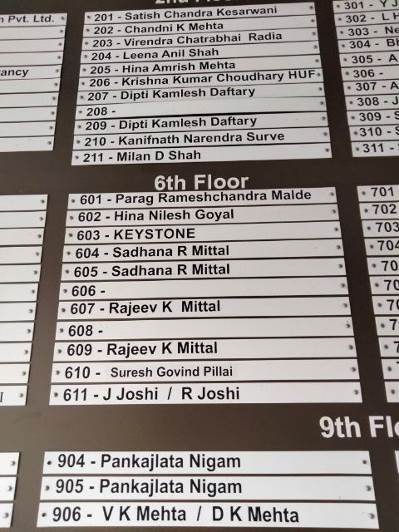 2nd Floor
201 - Satish Chandra Kesarwani
202 - Chandni K Mehta
203 - Virendra Chatrabhai Radia
204 - Leena Anil Shah
205 - Hina Amrish Mehta
206 - Krishna Kumar Choudhary HUF
207 - Dipti Kamlesh Daftary
208 -
209 - Dipti Kamlesh Daftary
210 - Kanifnath Narendra Surve
211 - Milan D Shah
Pvt. Ltd.
301 - Y J
302 - L H
303 - Ne
304 - Bh
305 - A
306 -
307 - A
308 - J
309 - S
310 - S
311 -
6th Floor
601 - Parag Rameshchandra Malde
602 - Hina Nilesh Goyal
603 - KEYSTONE
604 - Sadhana R Mittal
605 - Sadhana R Mittal
606 -
607 - Rajeev K Mittal
608 -
609 - Rajeev K Mittal
610 - Suresh Govind Pillai
611 - J Joshi / R Joshi
701
702
703
704
9th Flo
904 - Pankajlata Nigam
905 - Pankajlata Nigam
906 - V K Mehta / D K Mehta